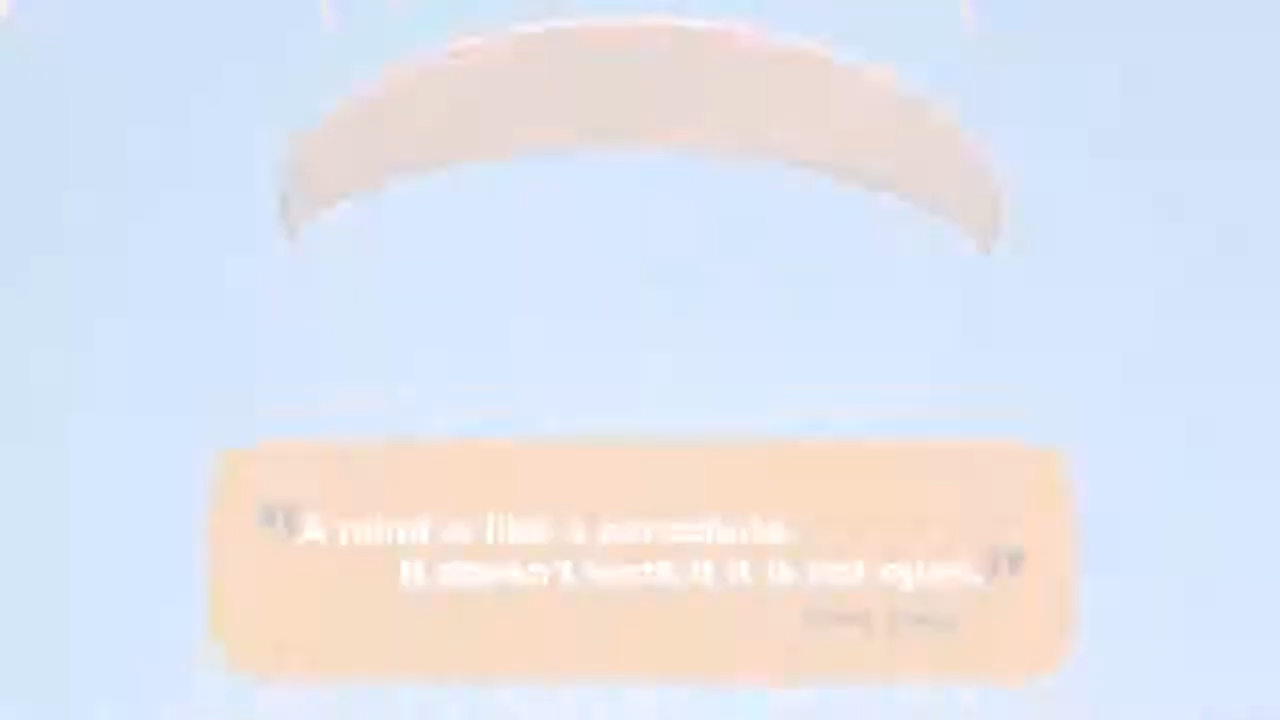 "A mind is like a parachute.
It doesn't work if it is not open."